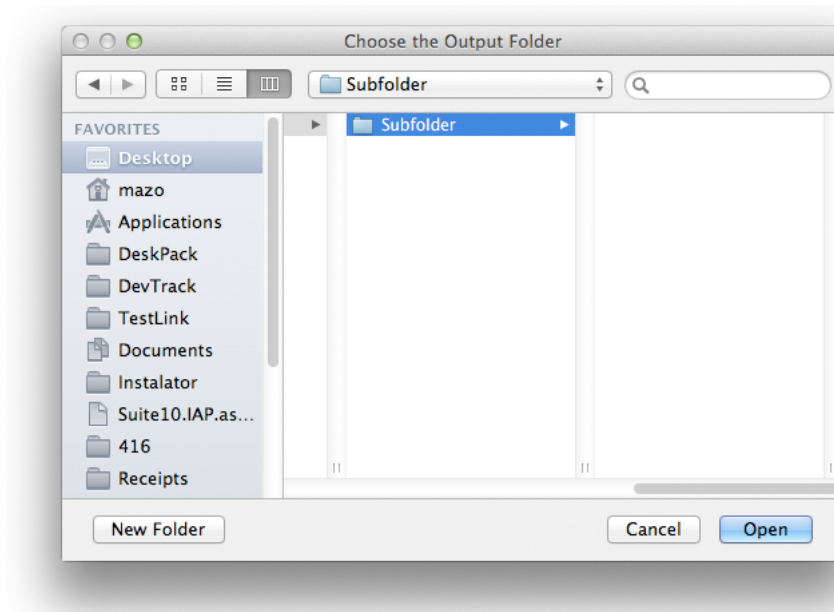 Choose the Output Folder
Subfolder
FAVORITES
Desktop
mazo
Applications
DeskPack
DevTrack
TestLink
Documents
Instalator
Suite10.IAP.as...
416
Receipts
Subfolder
New Folder
Cancel
Open